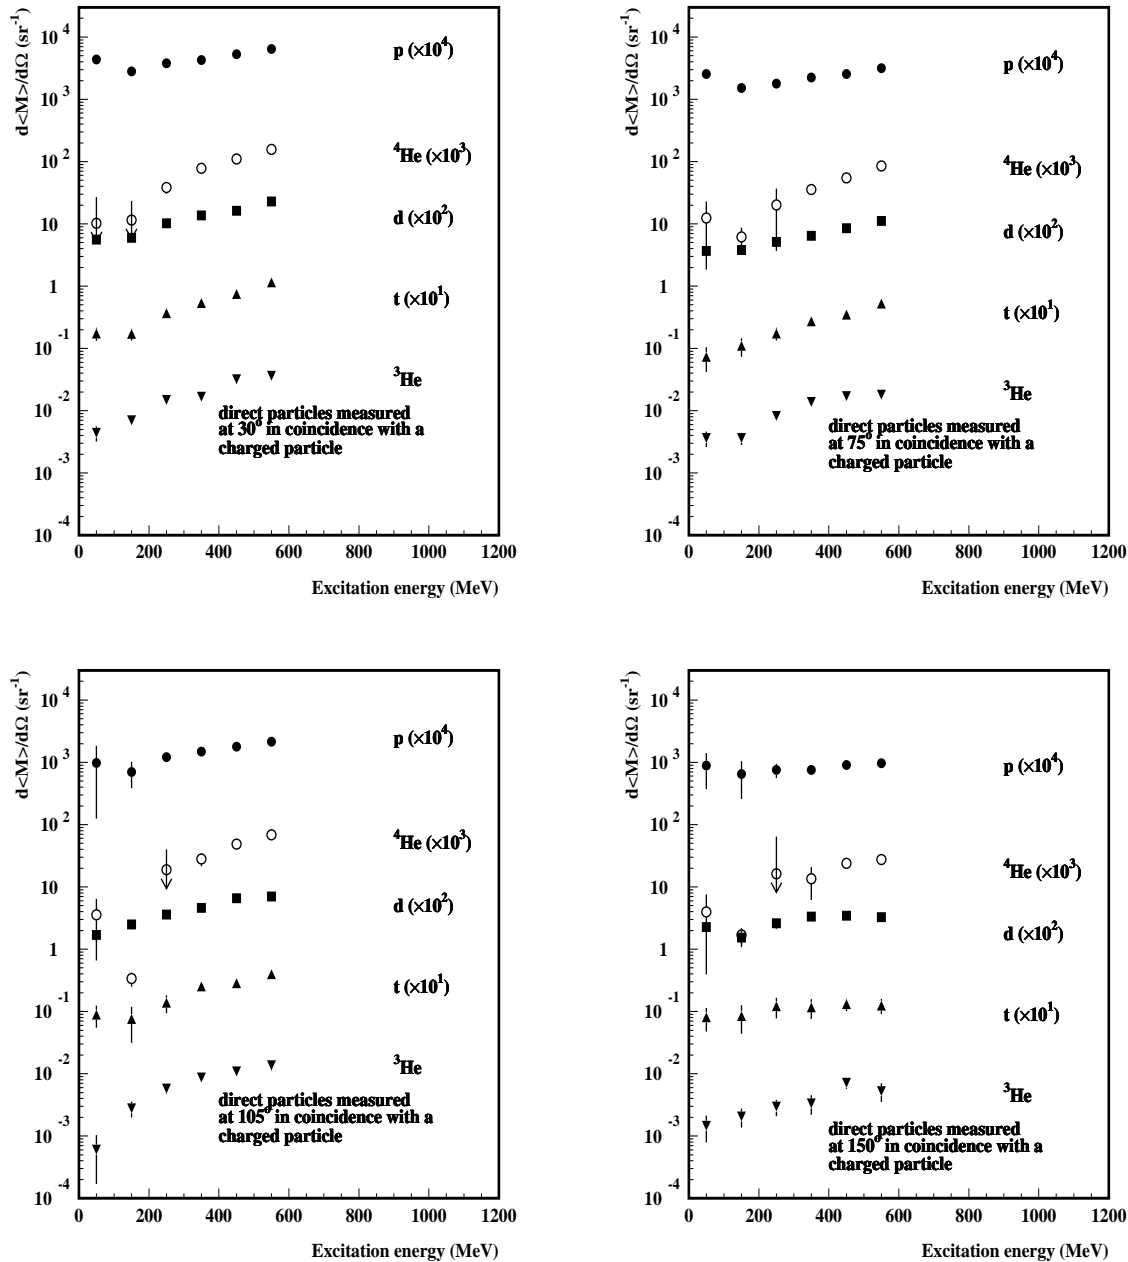 d<M>/dΩ (sr⁻¹)
10⁴
10³
10²
10
1
10⁻¹
10⁻²
10⁻³
10⁻⁴
p (×10⁴)
⁴He (×10³)
d (×10²)
t (×10¹)
³He
direct particles measured
at 30° in coincidence with a
charged particle
0 200 400 600 800 1000 1200
Excitation energy (MeV)
d<M>/dΩ (sr⁻¹)
10⁴
10³
10²
10
1
10⁻¹
10⁻²
10⁻³
10⁻⁴
p (×10⁴)
⁴He (×10³)
d (×10²)
t (×10¹)
³He
direct particles measured
at 75° in coincidence with a
charged particle
0 200 400 600 800 1000 1200
Excitation energy (MeV)
d<M>/dΩ (sr⁻¹)
10⁴
10³
10²
10
1
10⁻¹
10⁻²
10⁻³
10⁻⁴
p (×10⁴)
⁴He (×10³)
d (×10²)
t (×10¹)
³He
direct particles measured
at 105° in coincidence with a
charged particle
0 200 400 600 800 1000 1200
Excitation energy (MeV)
d<M>/dΩ (sr⁻¹)
10⁴
10³
10²
10
1
10⁻¹
10⁻²
10⁻³
10⁻⁴
p (×10⁴)
⁴He (×10³)
d (×10²)
t (×10¹)
³He
direct particles measured
at 150° in coincidence with a
charged particle
0 200 400 600 800 1000 1200
Excitation energy (MeV)